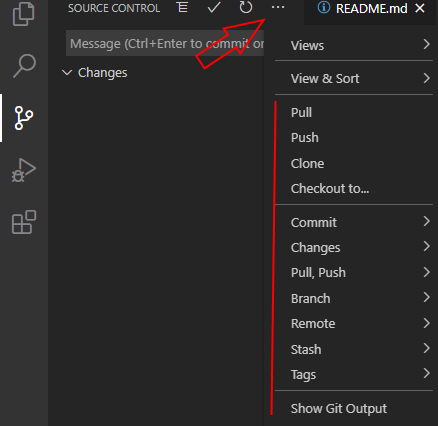 SOURCE CONTROL
README.md
Message (Ctrl+Enter to commit or
Changes
Views
View & Sort
Pull
Push
Clone
Checkout to...
Commit
Changes
Pull, Push
Branch
Remote
Stash
Tags
Show Git Output